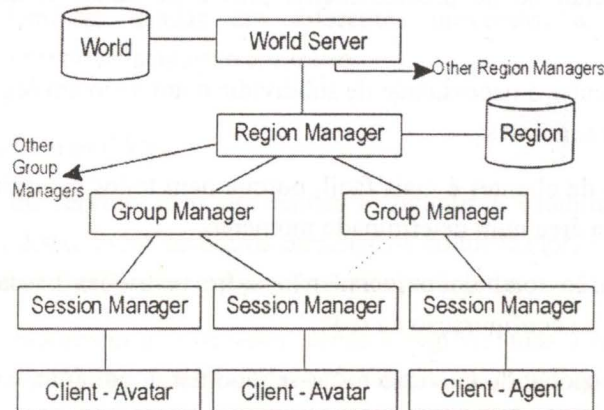 World
World Server
Other Region Managers
Region Manager
Region
Other
Group
Managers
Group Manager
Group Manager
Session Manager
Session Manager
Session Manager
Client - Avatar
Client - Avatar
Client - Agent